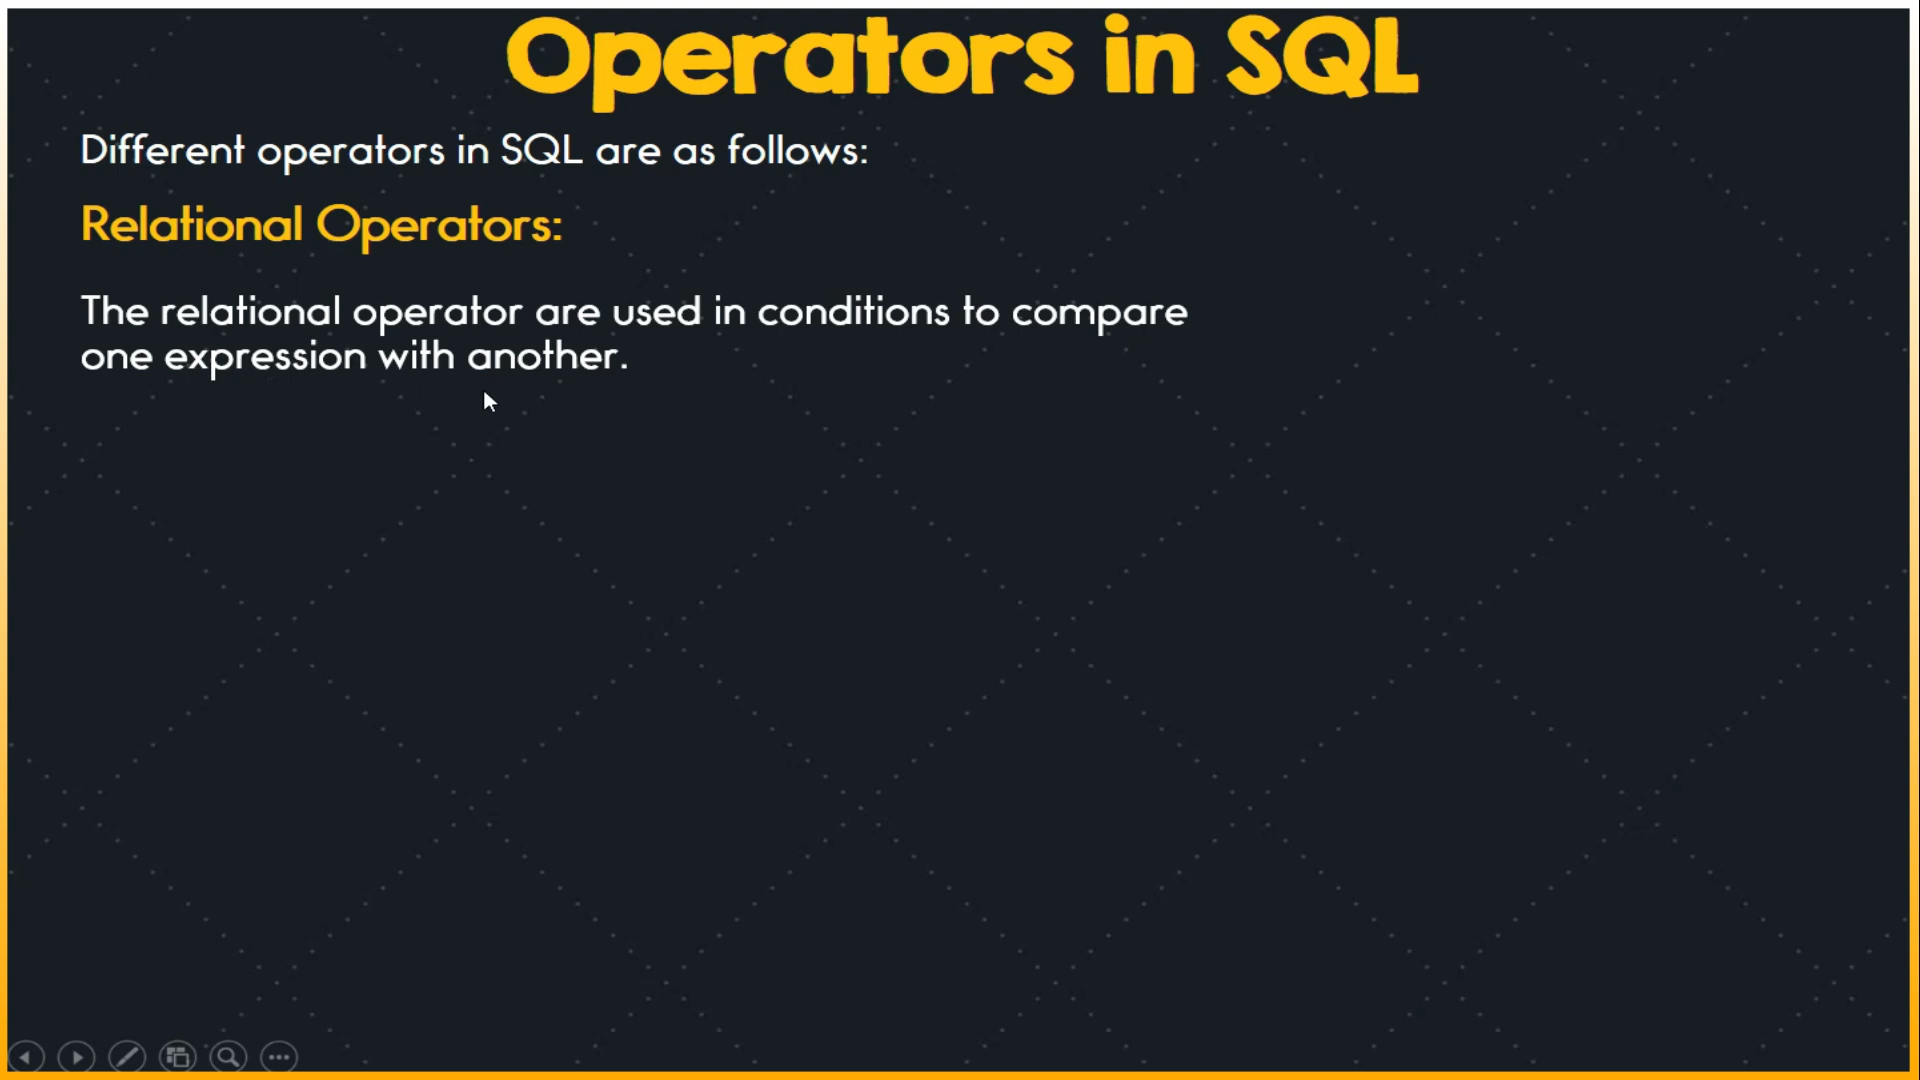 Operators in SQL
Different operators in SQL are as follows:
Relational Operators:
The relational operator are used in conditions to compare
one expression with another.